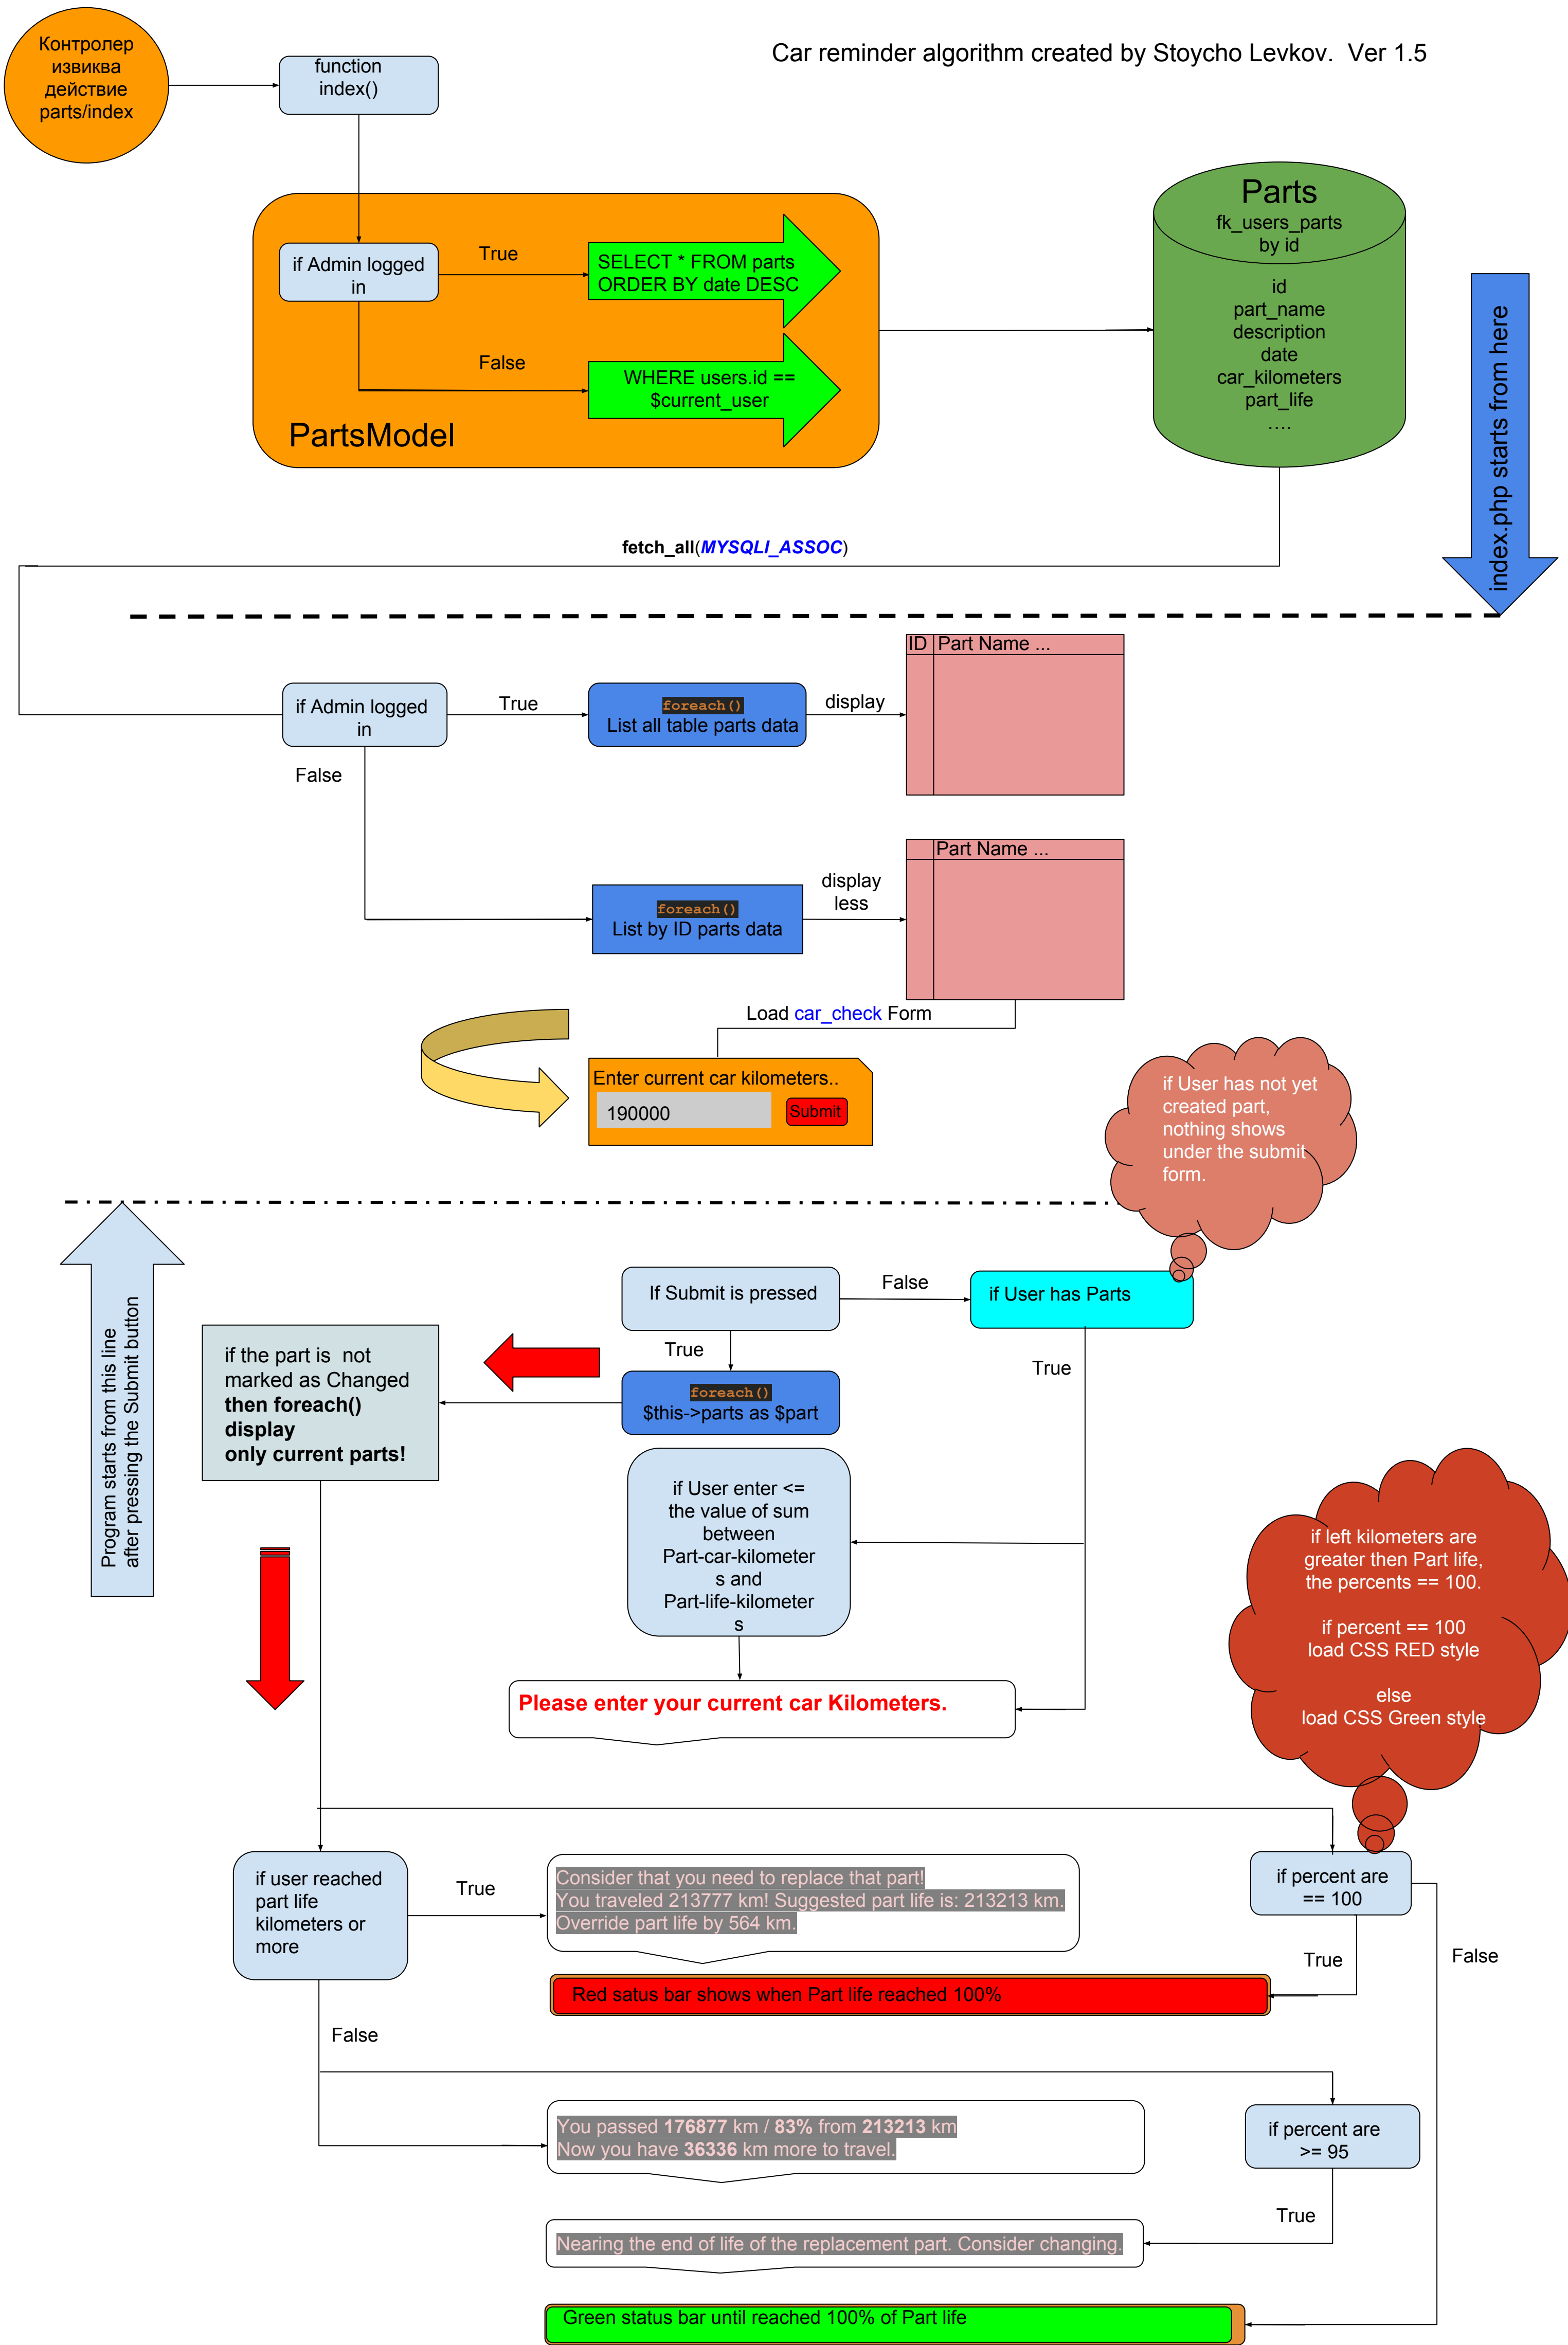 Car reminder algorithm created by Stoycho Levkov.  Ver 1.5
Контролер
извиква
действие
parts/index
function
index()
if Admin logged
in
True
SELECT * FROM parts
ORDER BY date DESC
False
WHERE users.id ==
$current_user
PartsModel
Parts
fk_users_parts
by id
id
part_name
description
date
car_kilometers
part_life
….
index.php starts from here
fetch_all(MYSQLI_ASSOC)
if Admin logged
in
True
foreach()
List all table parts data
display
ID Part Name ...
False
foreach()
List by ID parts data
display
less
Part Name ...
Load car_check Form
Enter current car kilometers..
190000
Submit
if User has not yet
created part,
nothing shows
under the submit
form.
Program starts from this line
after pressing the Submit button
If Submit is pressed
False
if User has Parts
True
True
foreach()
$this->parts as $part
if the part is  not
marked as Changed
then foreach()
display
only current parts!
if User enter <=
the value of sum
between
Part-car-kilometer
s and
Part-life-kilometer
s
Please enter your current car Kilometers.
if left kilometers are
greater then Part life,
the percents == 100.
if percent == 100
load CSS RED style
else
load CSS Green style
if user reached
part life
kilometers or
more
True
Consider that you need to replace that part!
You traveled 213777 km! Suggested part life is: 213213 km.
Override part life by 564 km.
if percent are
== 100
True
False
Red satus bar shows when Part life reached 100%
False
You passed 176877 km / 83% from 213213 km
Now you have 36336 km more to travel.
if percent are
>= 95
True
Nearing the end of life of the replacement part. Consider changing.
Green status bar until reached 100% of Part life